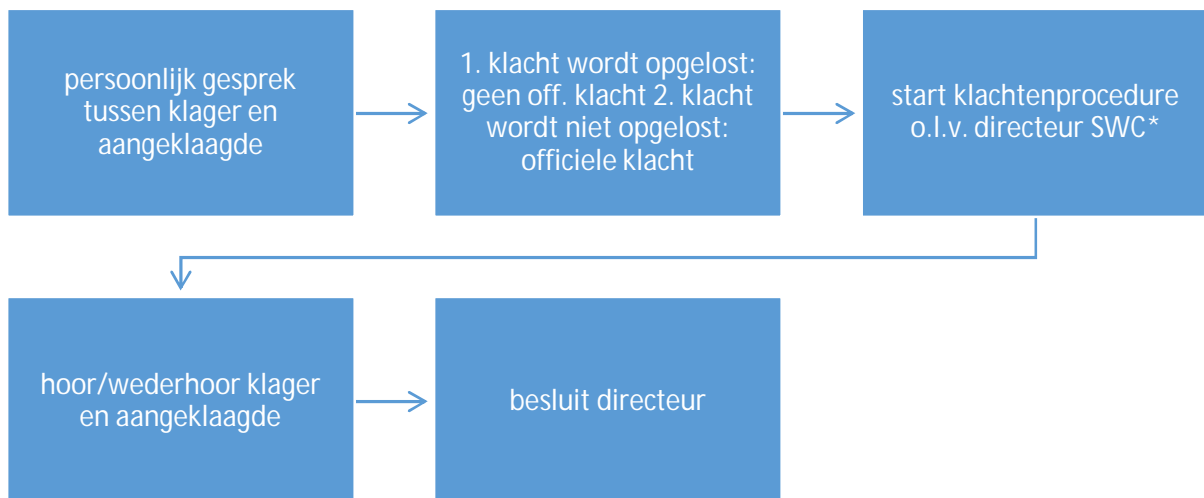 persoonlijk gesprek
tussen klager en
aangeklaagde
1. klacht wordt opgelost:
geen off. klacht 2. klacht
wordt niet opgelost:
officiele klacht
start klachtenprocedure
o.l.v. directeur SWC*
hoor/wederhoor klager
en aangeklaagde
besluit directeur